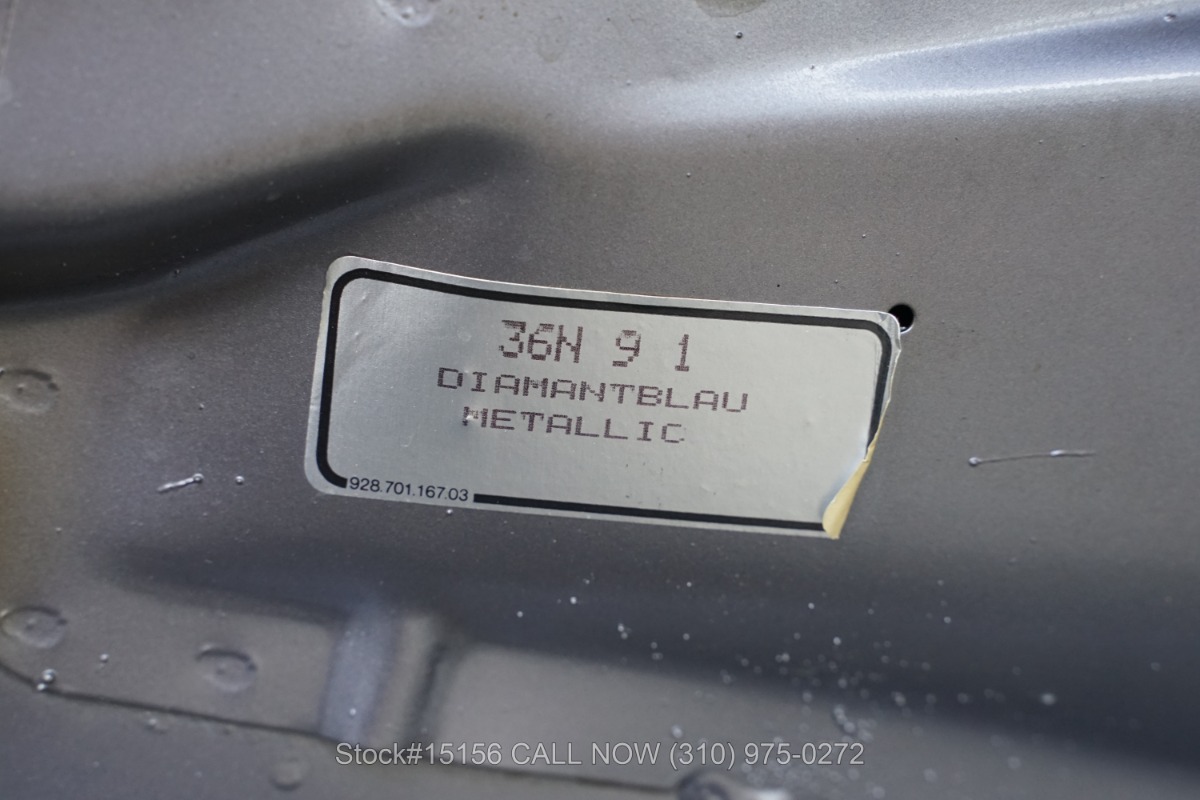 36N 9 1
DIAMANTBLAU
METALLIC
928.701.167.03
Stock#15156 CALL NOW (310) 975-0272